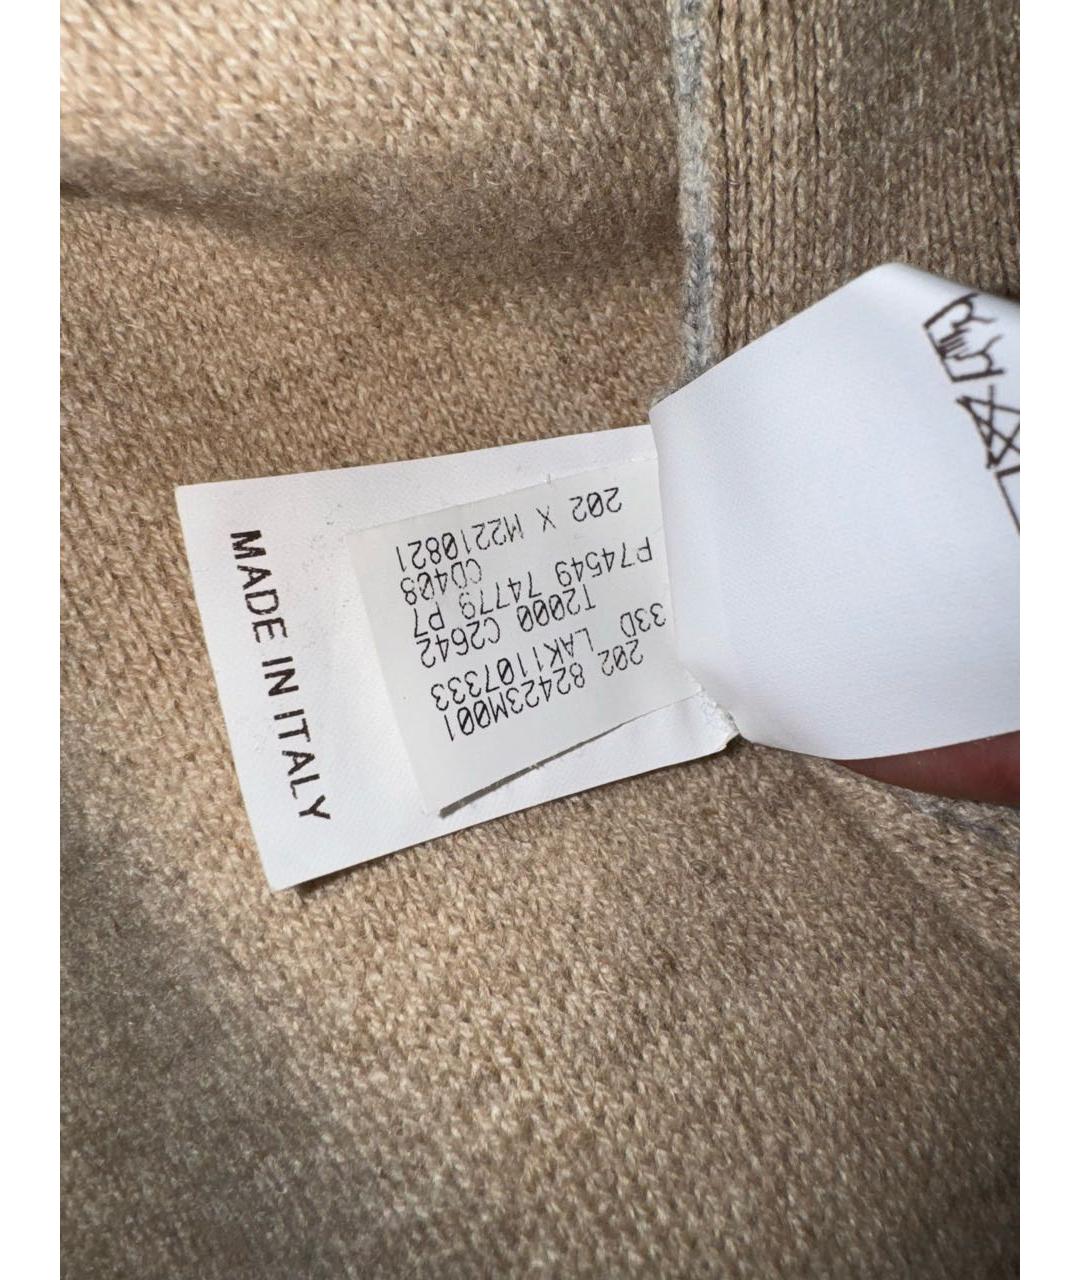 MADE IN ITALY
202 82423M001
33D LAK1107333
T2000 C2642
P74549 74779 P7
CD408
202 X M2210821